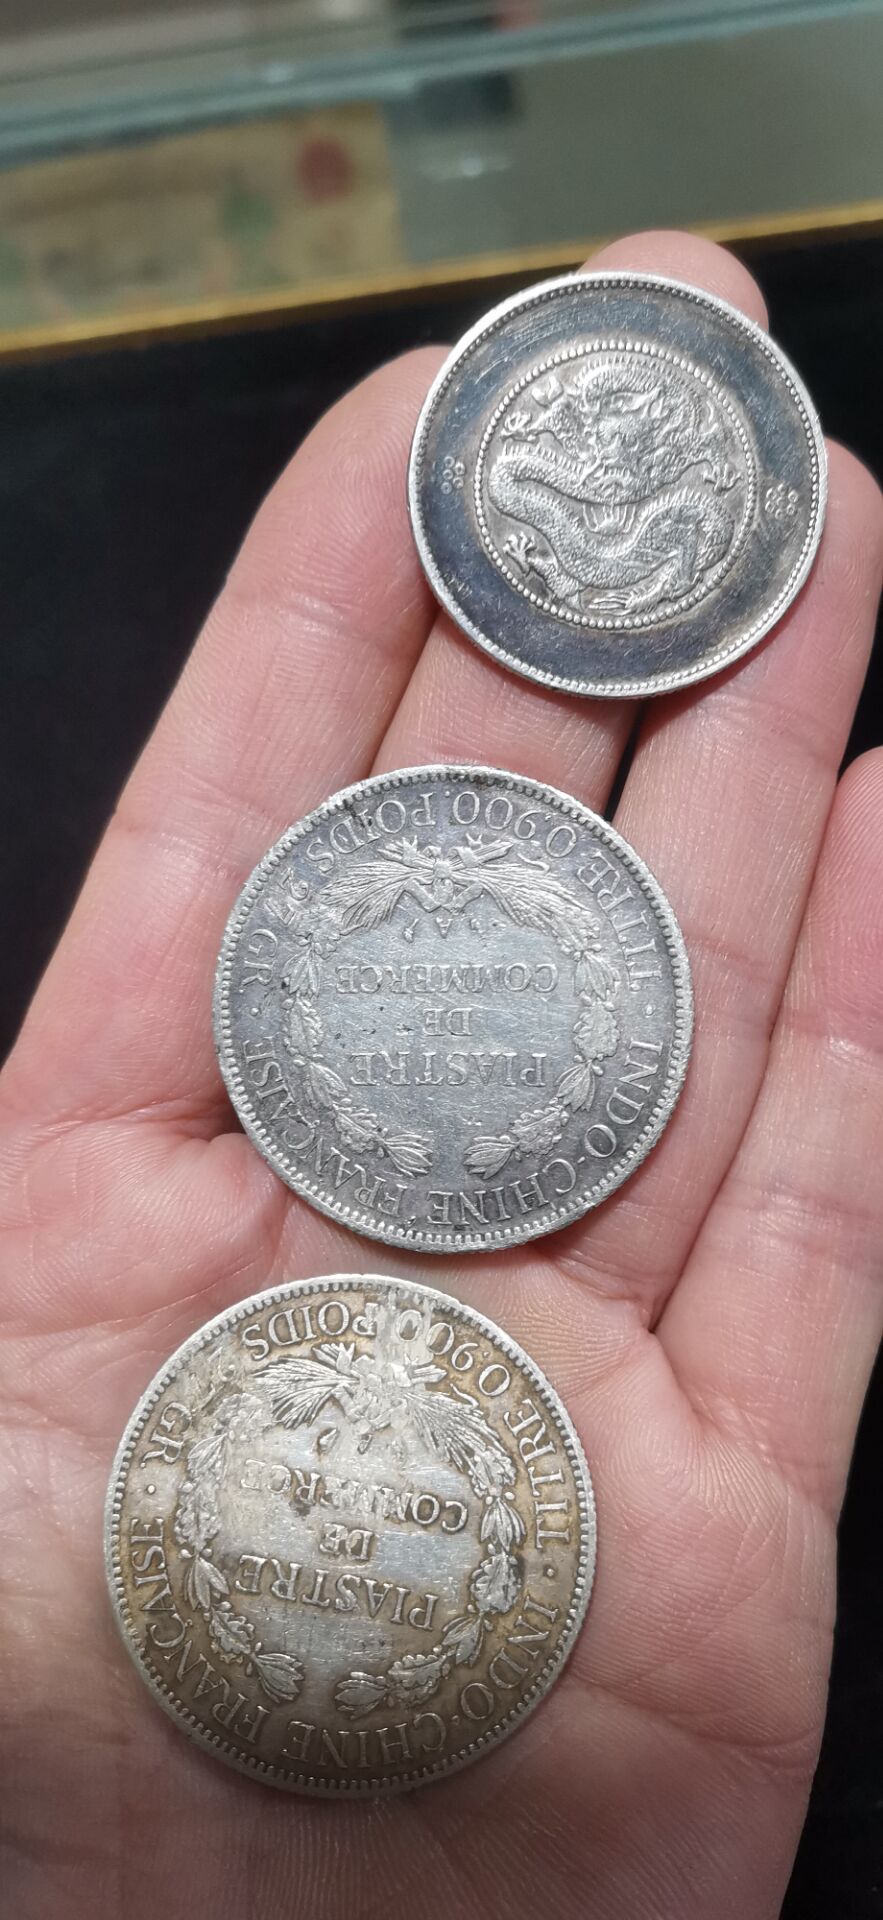 INDO-CHINE FRANÇAISE
TITRE 0.900. POIDS 27 GR.
PIASTRE
DE
COMMERCE
A
INDO-CHINE FRANÇAISE
TITRE 0.900. POIDS 27 GR
PIASTRE
DE
COMMERCE